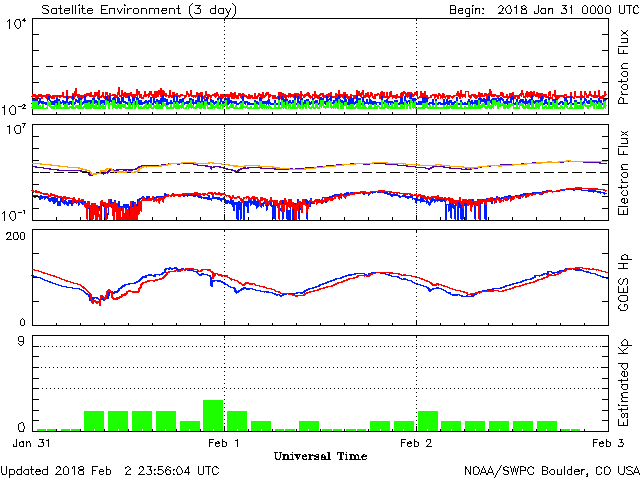 Satellite Environment (3 day)
Begin: 2018 Jan 31 0000 UTC
10^4
10^-2
Proton Flux
10^7
10^-1
Electron Flux
200
0
GOES Hp
9
0
Estimated Kp
Jan 31
Feb 1
Feb 2
Feb 3
Universal Time
Updated 2018 Feb 2 23:56:04 UTC
NOAA/SWPC Boulder, CO USA